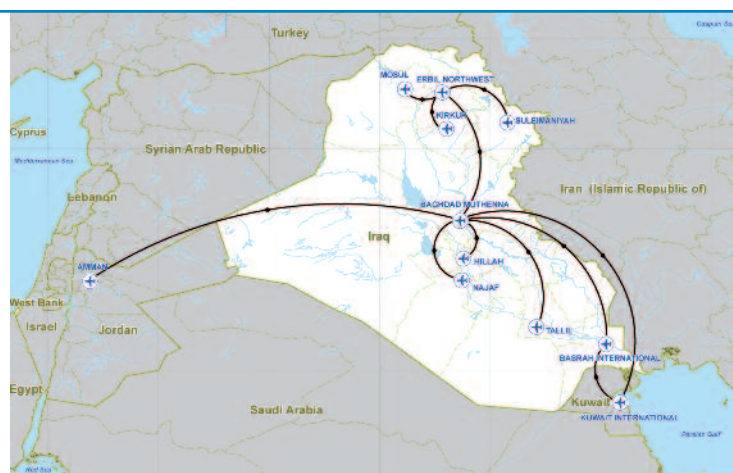 Caspian Sea
Turkey
MOSUL
ERBIL NORTHWEST
KIRKUK
SULEIMANIYAH
Cyprus
Syrian Arab Republic
Mediterranean Sea
Iran (Islamic Republic of)
Lebanon
BAGHDAD MUTHENNA
Iraq
HILLAH
AMMAN
NAJAF
West Bank
Israel
Jordan
TALLIL
BASRAH INTERNATIONAL
Egypt
Kuwait
Saudi Arabia
KUWAIT INTERNATIONAL
Persian Gulf
Red Sea